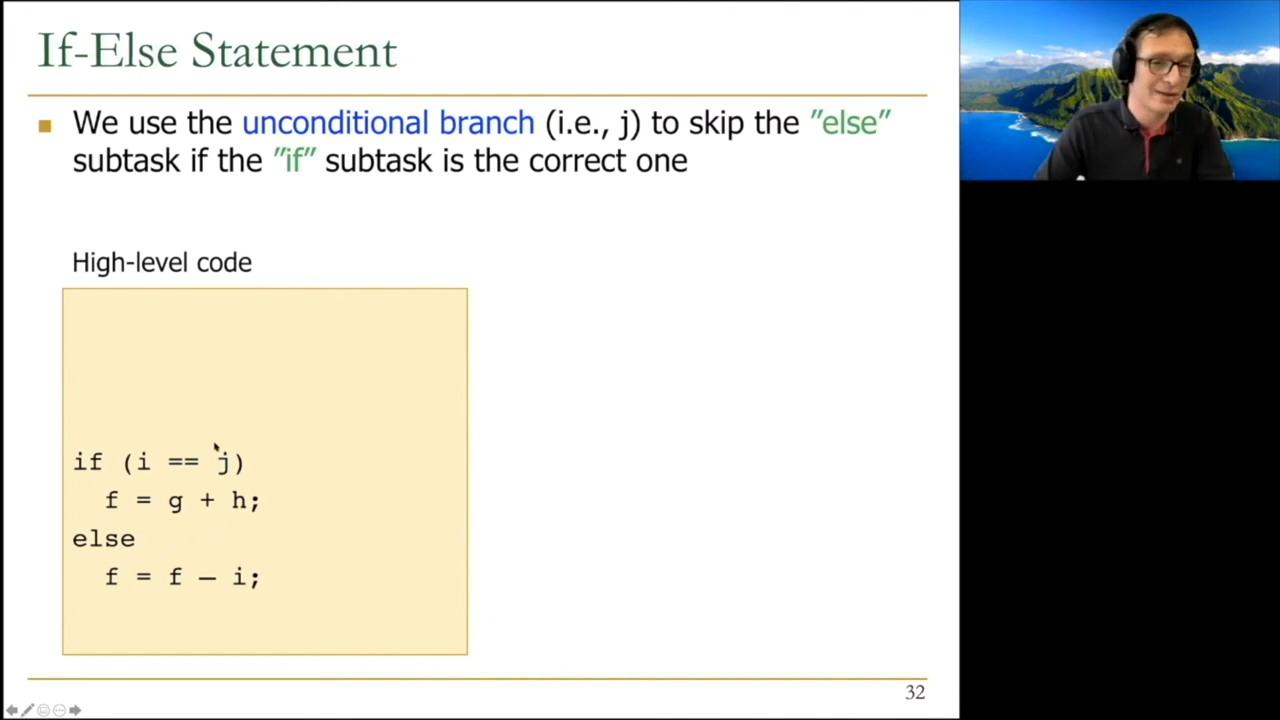 If-Else Statement
We use the unconditional branch (i.e., j) to skip the ”else”
subtask if the ”if” subtask is the correct one
High-level code
if (i == j)
f = g + h;
else
f = f – i;
32